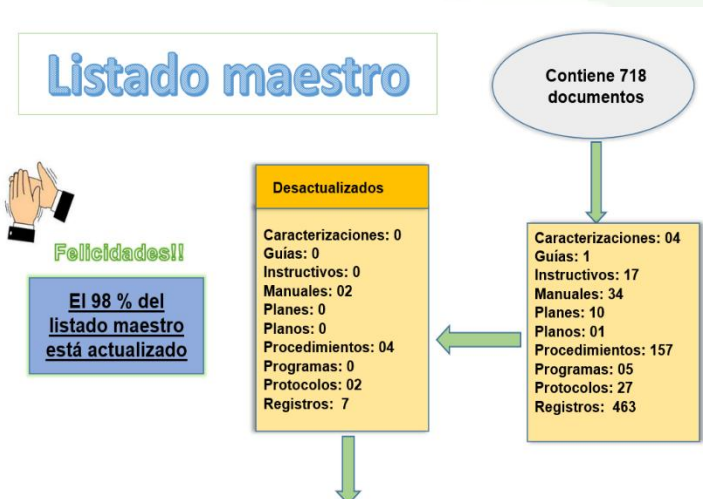 Listado maestro
Contiene 718
documentos
Felicidades!!
El 98 % del
listado maestro
está actualizado
Desactualizados
Caracterizaciones: 0
Guías: 0
Instructivos: 0
Manuales: 02
Planes: 0
Planos: 0
Procedimientos: 04
Programas: 0
Protocolos: 02
Registros: 7
Caracterizaciones: 04
Guías: 1
Instructivos: 17
Manuales: 34
Planes: 10
Planos: 01
Procedimientos: 157
Programas: 05
Protocolos: 27
Registros: 463